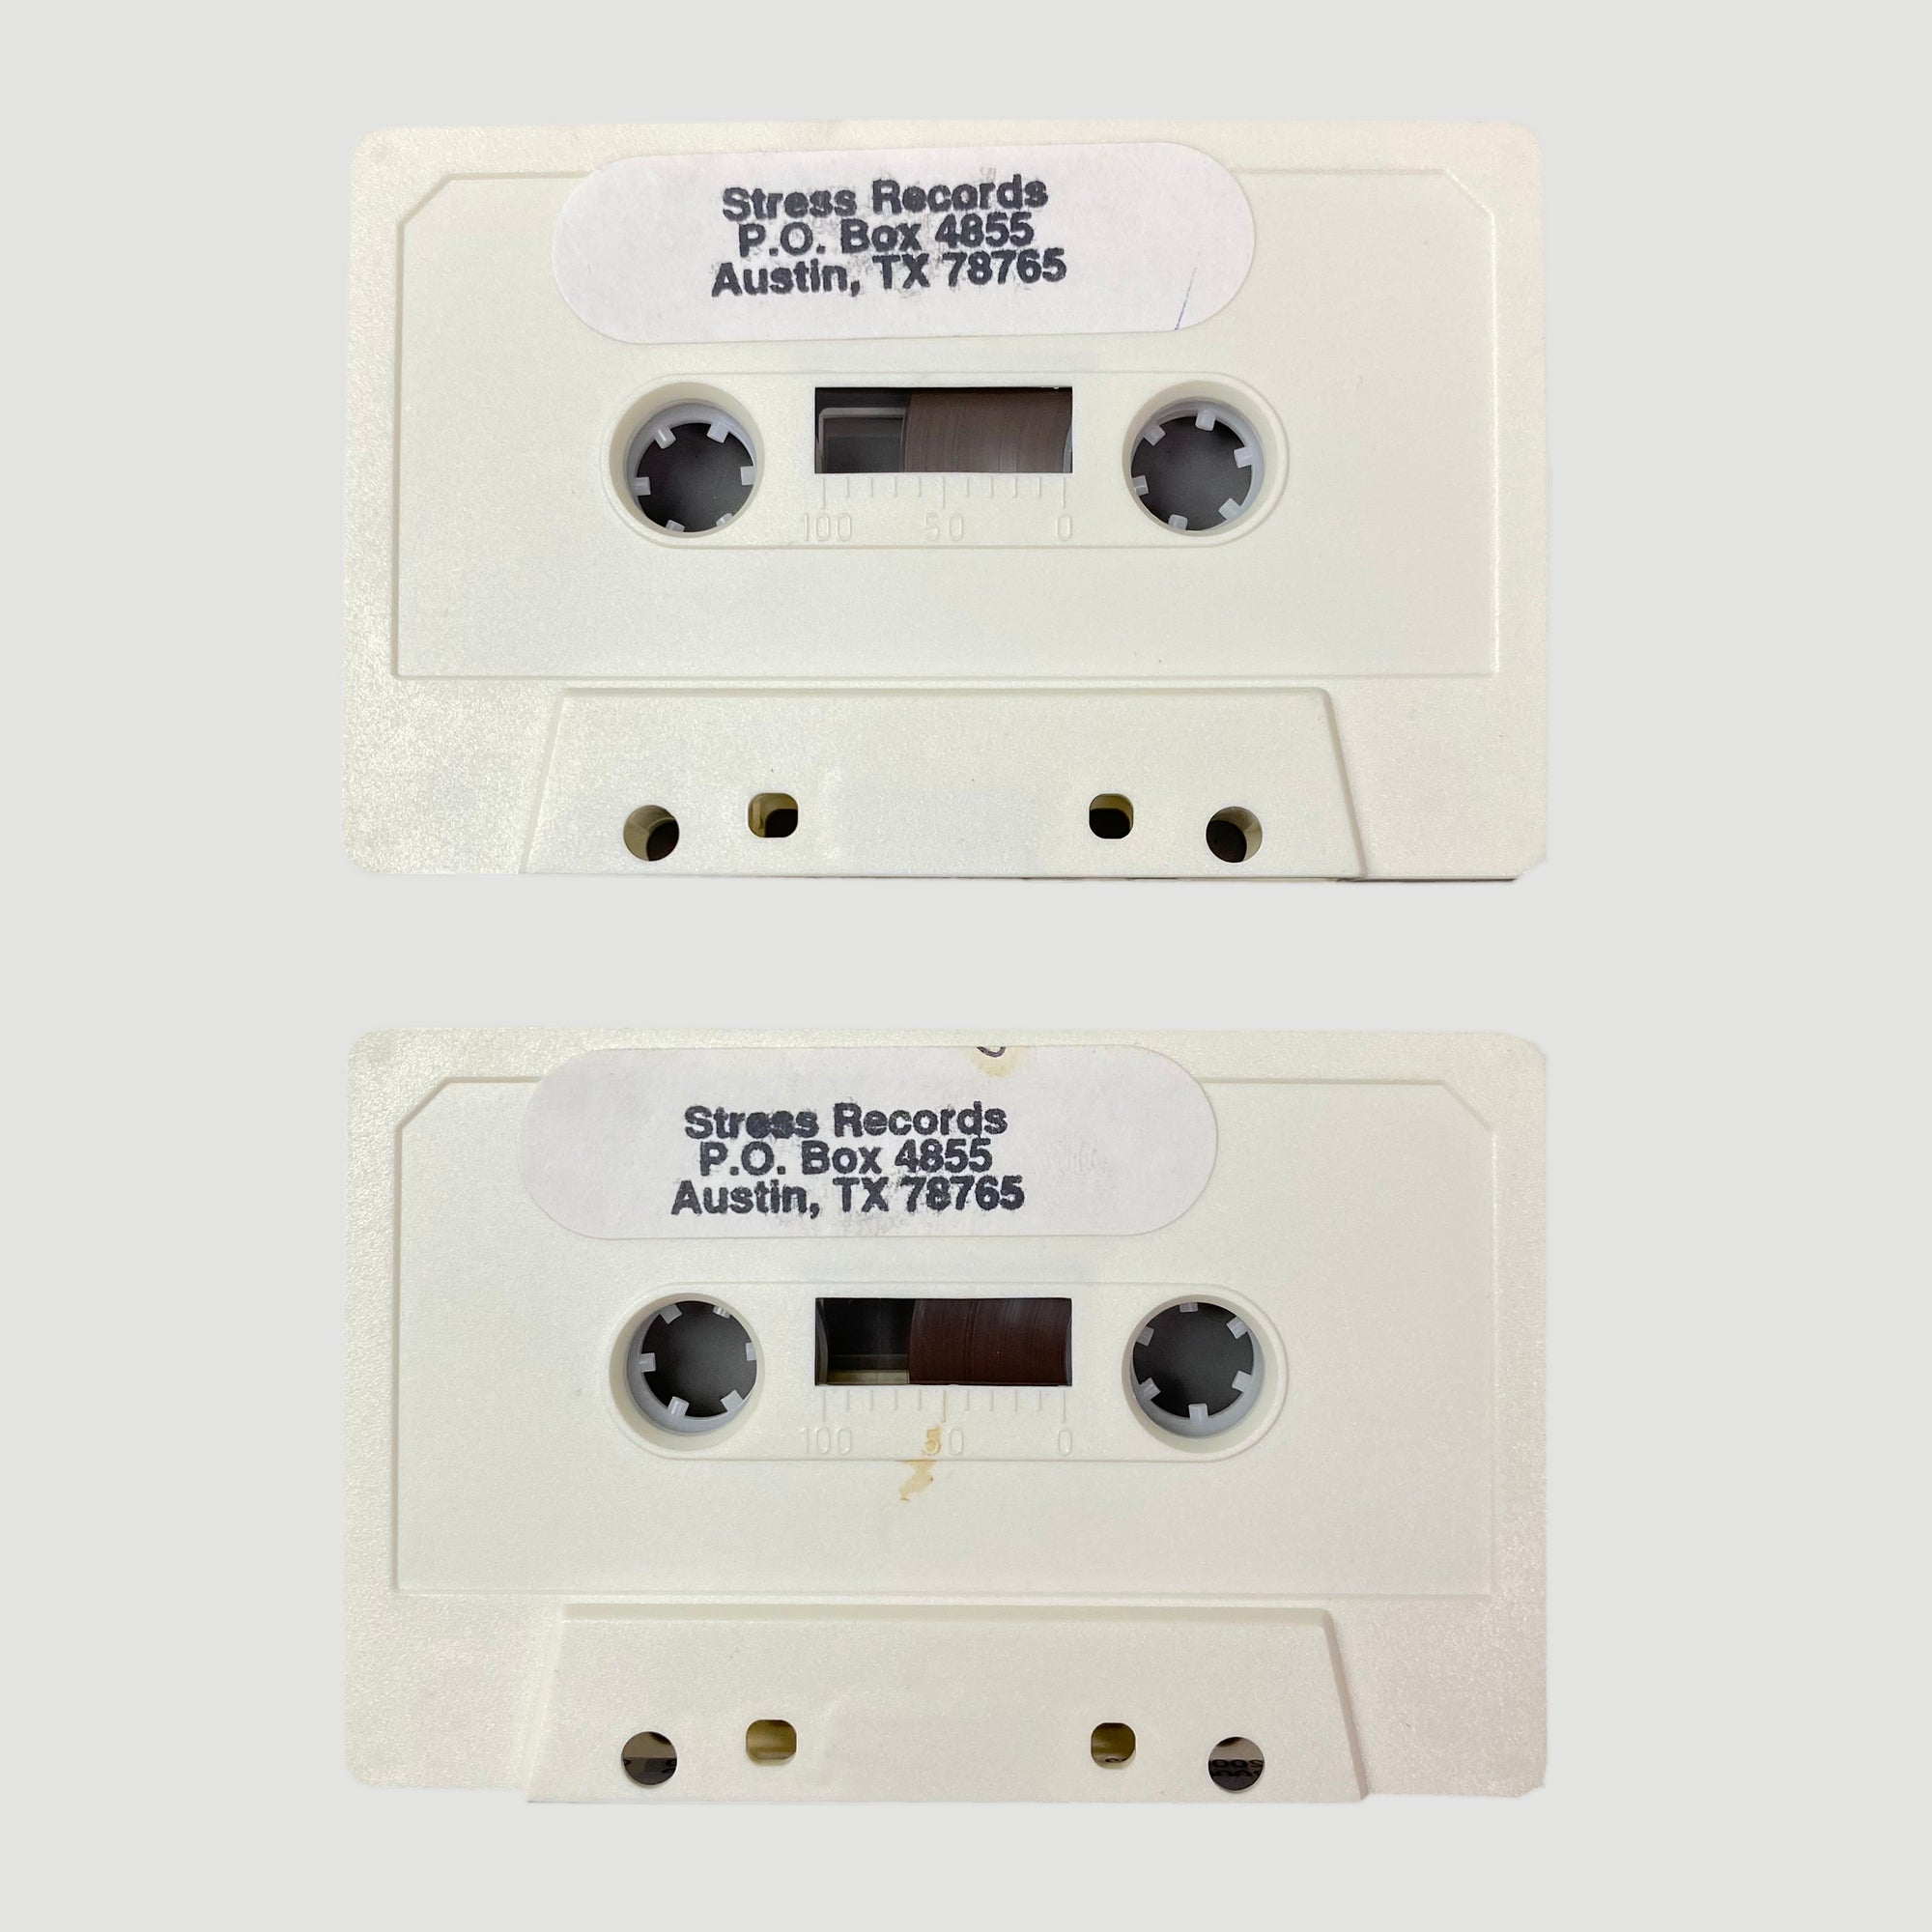 Stress Records
P.O. Box 4855
Austin, TX 78765
100 50 0
Stress Records
P.O. Box 4855
Austin, TX 78765
100 50 0